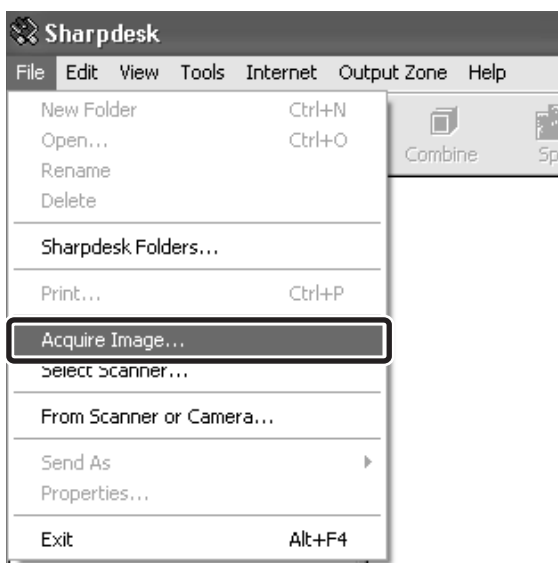 Sharpdesk
File Edit View Tools Internet Output Zone Help
New Folder Ctrl+N
Open... Ctrl+O
Rename
Delete
Combine
Sharpdesk Folders...
Print... Ctrl+P
Acquire Image...
Select Scanner...
From Scanner or Camera...
Send As
Properties...
Exit Alt+F4